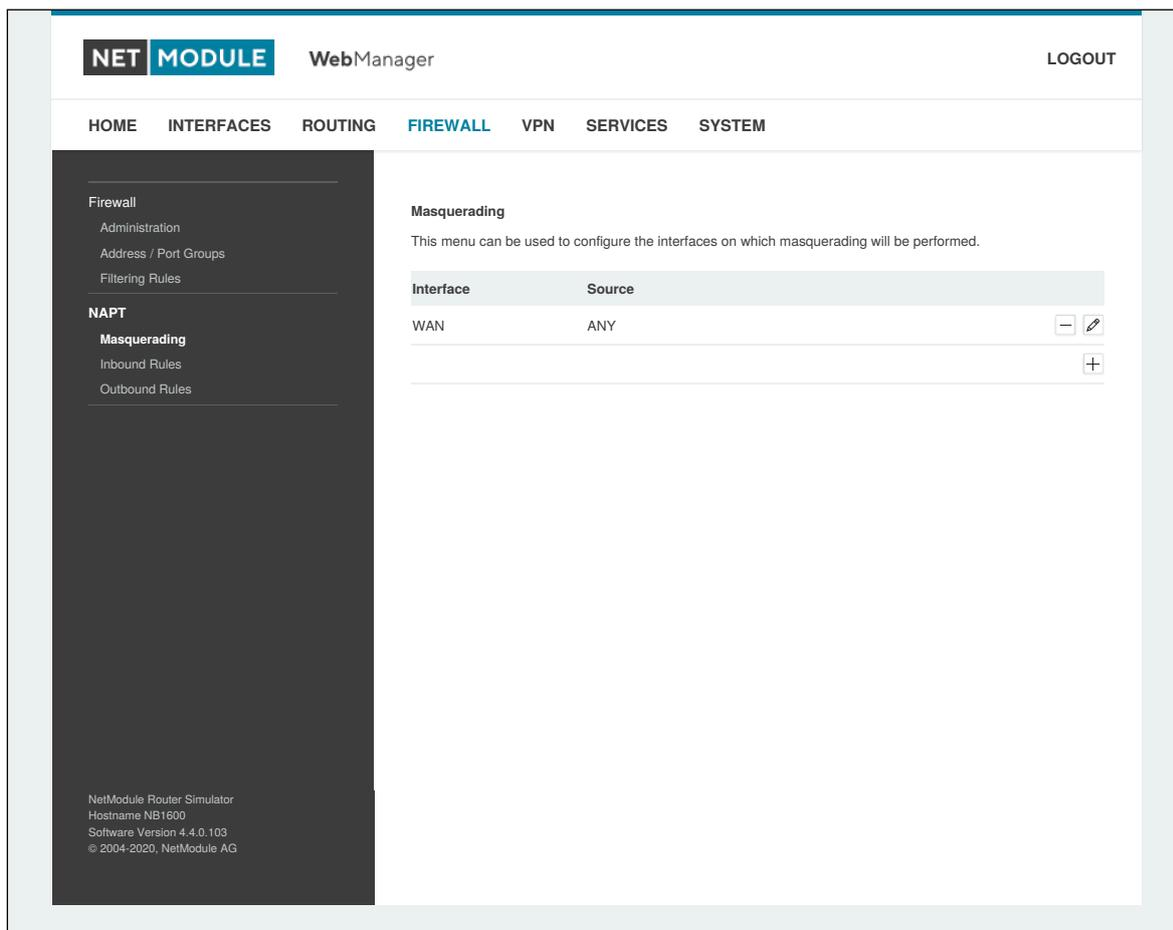 NET MODULE WebManager LOGOUT
HOME INTERFACES ROUTING FIREWALL VPN SERVICES SYSTEM
Firewall
Administration
Address / Port Groups
Filtering Rules
NAPT
Masquerading
Inbound Rules
Outbound Rules
Masquerading
This menu can be used to configure the interfaces on which masquerading will be performed.
Interface Source
WAN ANY
NetModule Router Simulator
Hostname NB1600
Software Version 4.4.0.103
© 2004-2020, NetModule AG